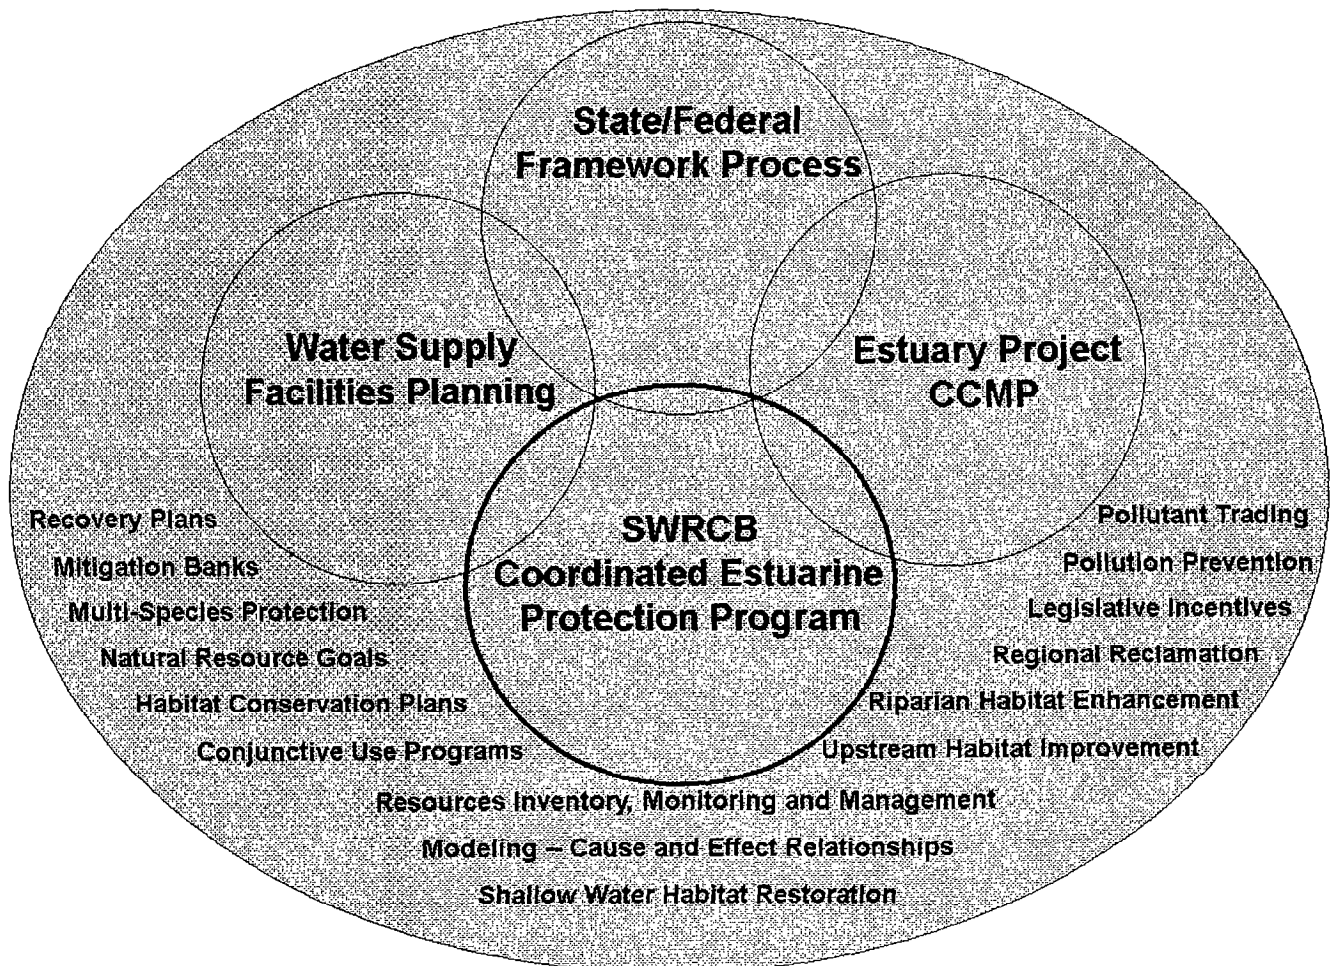 State/Federal
Framework Process
Water Supply
Facilities Planning
Estuary Project
CCMP
SWRCB
Coordinated Estuarine
Protection Program
Recovery Plans
Mitigation Banks
Multi-Species Protection
Natural Resource Goals
Habitat Conservation Plans
Conjunctive Use Programs
Pollutant Trading
Pollution Prevention
Legislative Incentives
Regional Reclamation
Riparian Habitat Enhancement
Upstream Habitat Improvement
Resources Inventory, Monitoring and Management
Modeling – Cause and Effect Relationships
Shallow Water Habitat Restoration